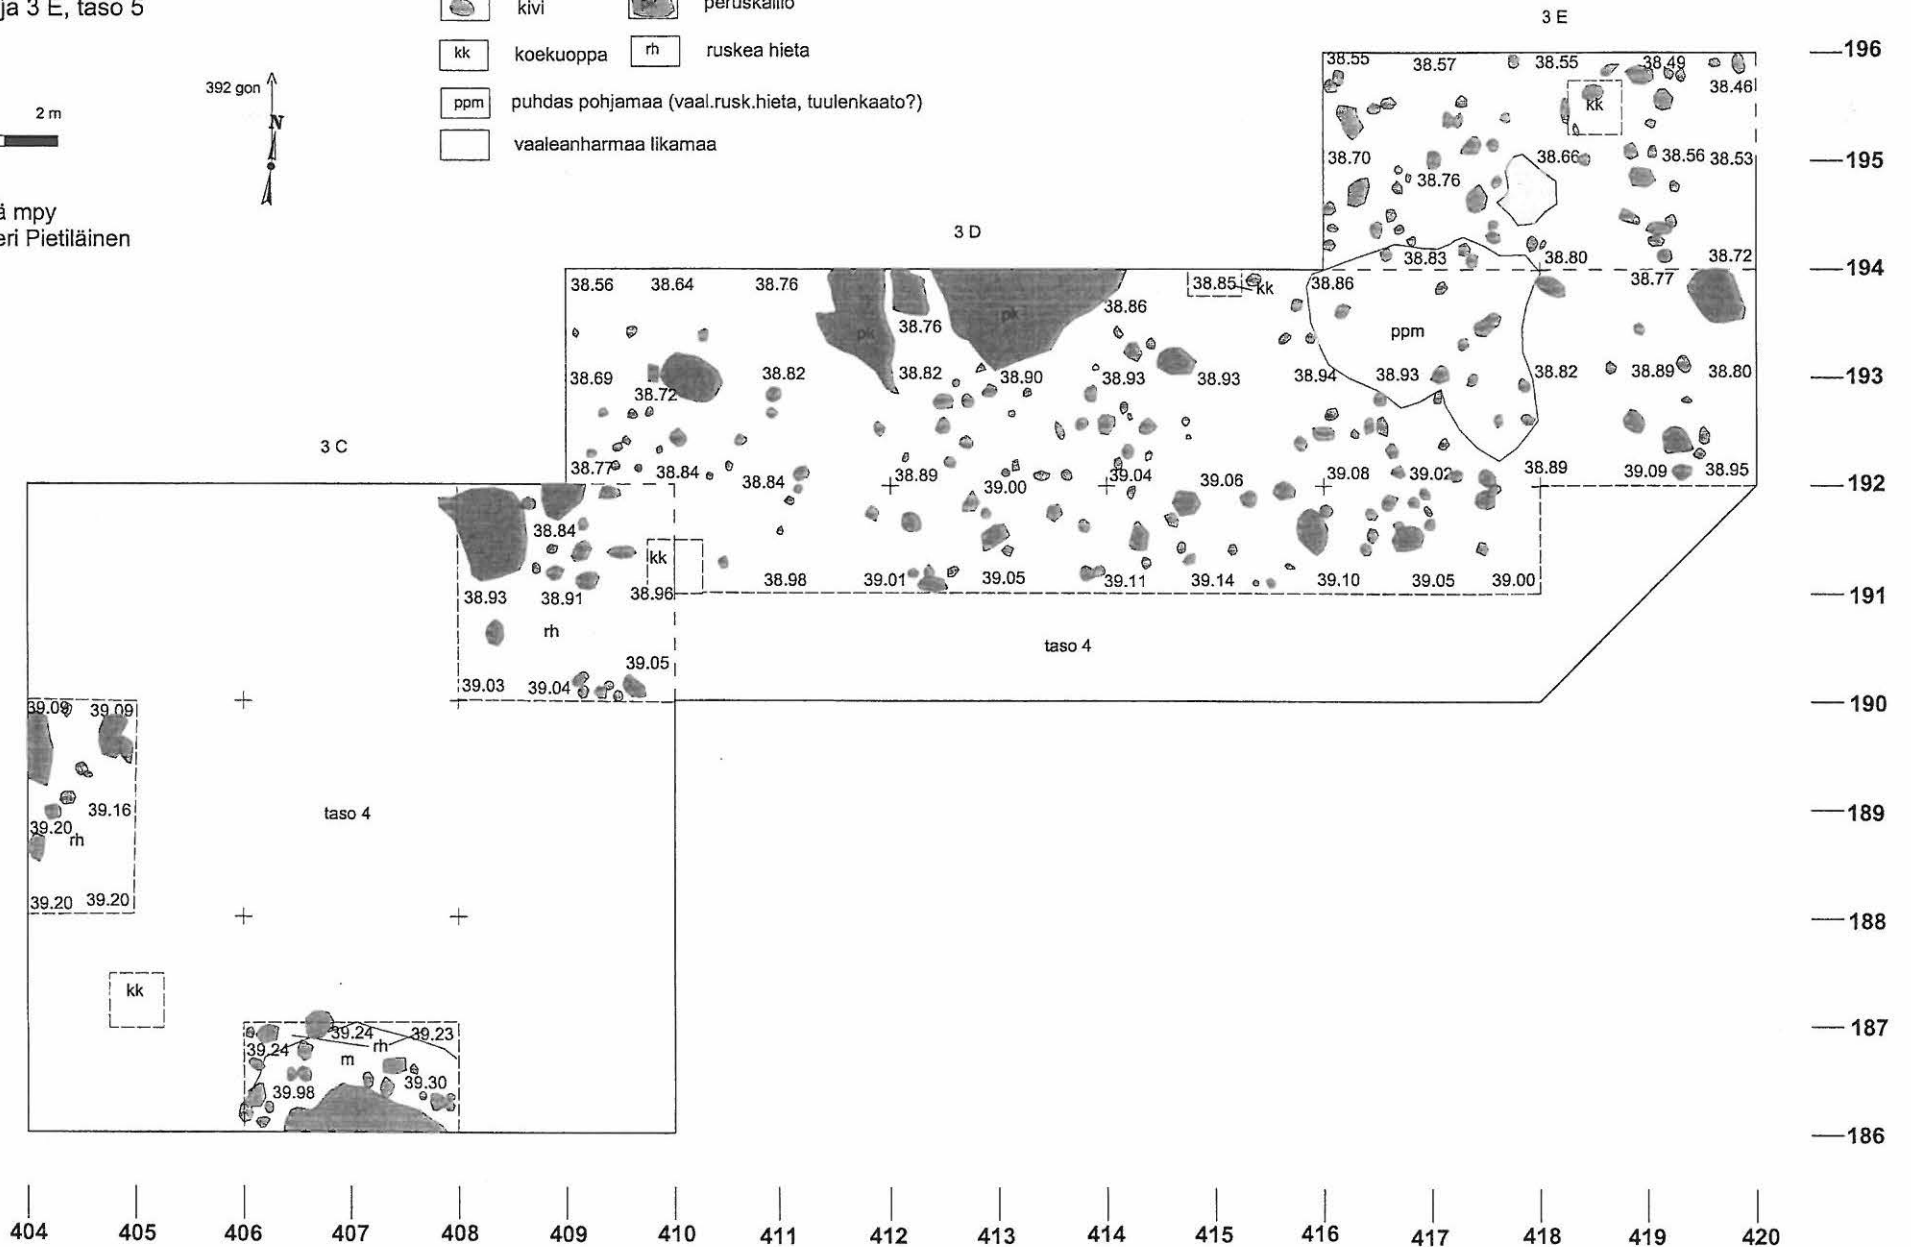 ja 3 E, taso 5
kivi
pk
peruskallio
kk
koekuoppa
rh
ruskea hieta
ppm
puhdas pohjamaa (vaal.rusk.hieta, tuulenkaato?)
vaaleanharmaa likamaa
392 gon
N
2 m
ä mpy
eri Pietiläinen
3 E
196
38.55 38.57 38.55 38.49
38.46
kk
195
38.70 38.66 38.56 38.53
38.76
3 D
38.83 38.80 38.72
194
38.56 38.64 38.76 38.85 kk 38.86 38.77
38.86
pk pk
38.76
ppm
193
38.69 38.82 38.82 38.90 38.93 38.93 38.94 38.93 38.82 38.89 38.80
38.72
3 C
38.77 38.84 38.89 39.04 39.06 39.08 39.02 38.89 39.09 38.95
38.84 39.00
192
38.84
kk
38.98 39.01 39.05 39.11 39.14 39.10 39.05 39.00
38.93 38.91 38.96
191
rh
taso 4
39.05
39.03 39.04
190
39.09 39.09
39.16
taso 4
189
39.20
rh
39.20 39.20
188
kk
187
39.24 39.23
39.24 rh
m
39.98 39.30
186
404 405 406 407 408 409 410 411 412 413 414 415 416 417 418 419 420